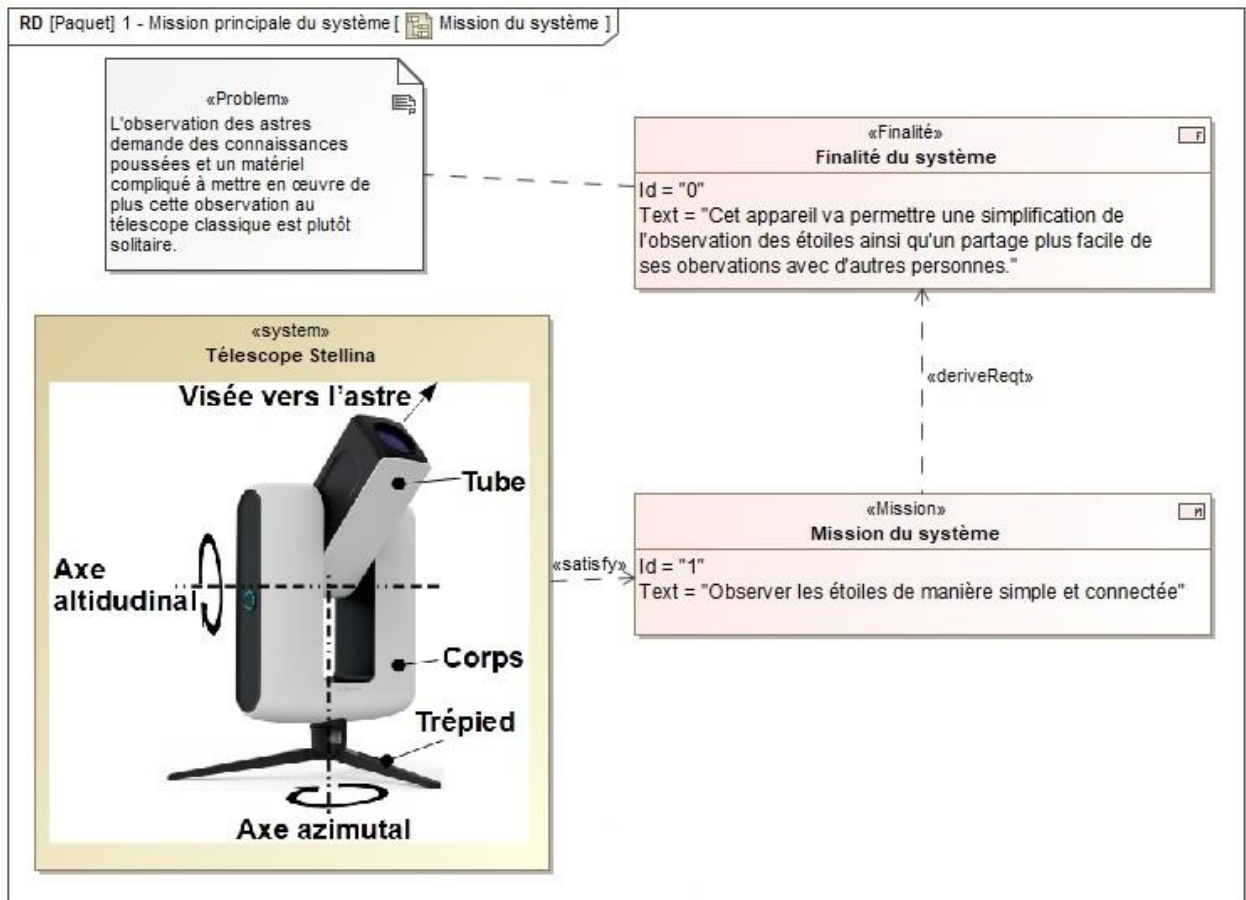 RD [Paquet] 1 - Mission principale du système [ Mission du système ]
«Problem»
L'observation des astres
demande des connaissances
poussées et un matériel
compliqué à mettre en œuvre de
plus cette observation au
télescope classique est plutôt
solitaire.
«Finalité»
F
Finalité du système
Id = "0"
Text = "Cet appareil va permettre une simplification de
l'observation des étoiles ainsi qu'un partage plus facile de
ses obervations avec d'autres personnes."
«deriveReqt»
«system»
Télescope Stellina
Visée vers l'astre
Tube
Axe
altidudinal
Corps
Trépied
Axe azimutal
«satisfy»
«Mission»
M
Mission du système
Id = "1"
Text = "Observer les étoiles de manière simple et connectée"